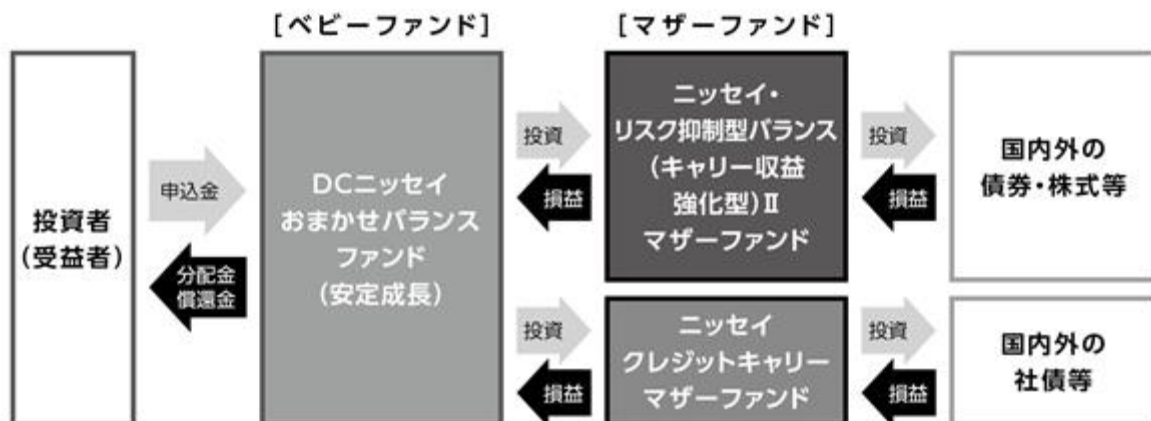 [ベビーファンド]
[マザーファンド]
投資者
(受益者)
申込金
分配金
償還金
DCニッセイ
おまかせバランス
ファンド
(安定成長)
投資
損益
ニッセイ・
リスク抑制型バランス
(キャリー収益
強化型)Ⅱ
マザーファンド
投資
損益
国内外の
債券・株式等
投資
損益
ニッセイ
クレジットキャリー
マザーファンド
投資
損益
国内外の
社債等